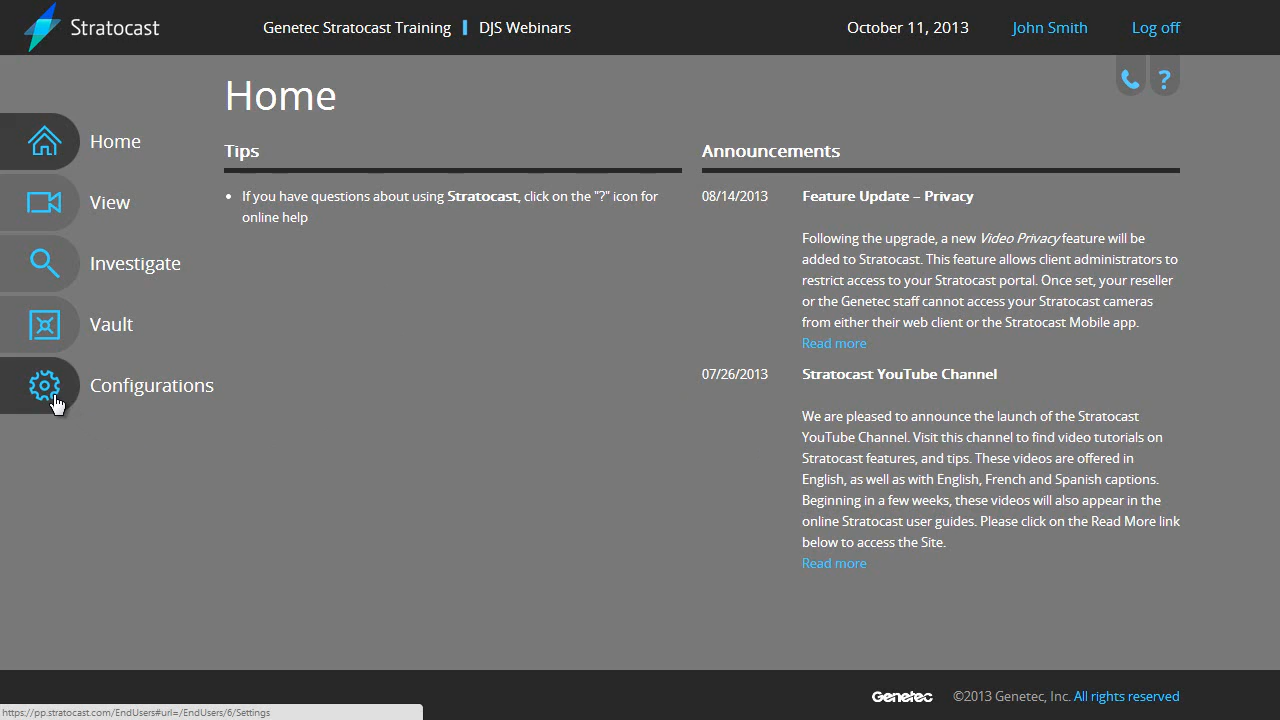 Stratocast
Genetec Stratocast Training | DJS Webinars
October 11, 2013
John Smith
Log off
?
Home
Home
View
Investigate
Vault
Configurations
Tips
• If you have questions about using Stratocast, click on the "?" icon for
online help
Announcements
08/14/2013
Feature Update – Privacy
Following the upgrade, a new Video Privacy feature will be
added to Stratocast. This feature allows client administrators to
restrict access to your Stratocast portal. Once set, your reseller
or the Genetec staff cannot access your Stratocast cameras
from either their web client or the Stratocast Mobile app.
Read more
07/26/2013
Stratocast YouTube Channel
We are pleased to announce the launch of the Stratocast
YouTube Channel. Visit this channel to find video tutorials on
Stratocast features, and tips. These videos are offered in
English, as well as with English, French and Spanish captions.
Beginning in a few weeks, these videos will also appear in the
online Stratocast user guides. Please click on the Read More link
below to access the Site.
Read more
Genetec ©2013 Genetec, Inc. All rights reserved
https://pp.stratocast.com/EndUsers#url=/EndUsers/6/Settings